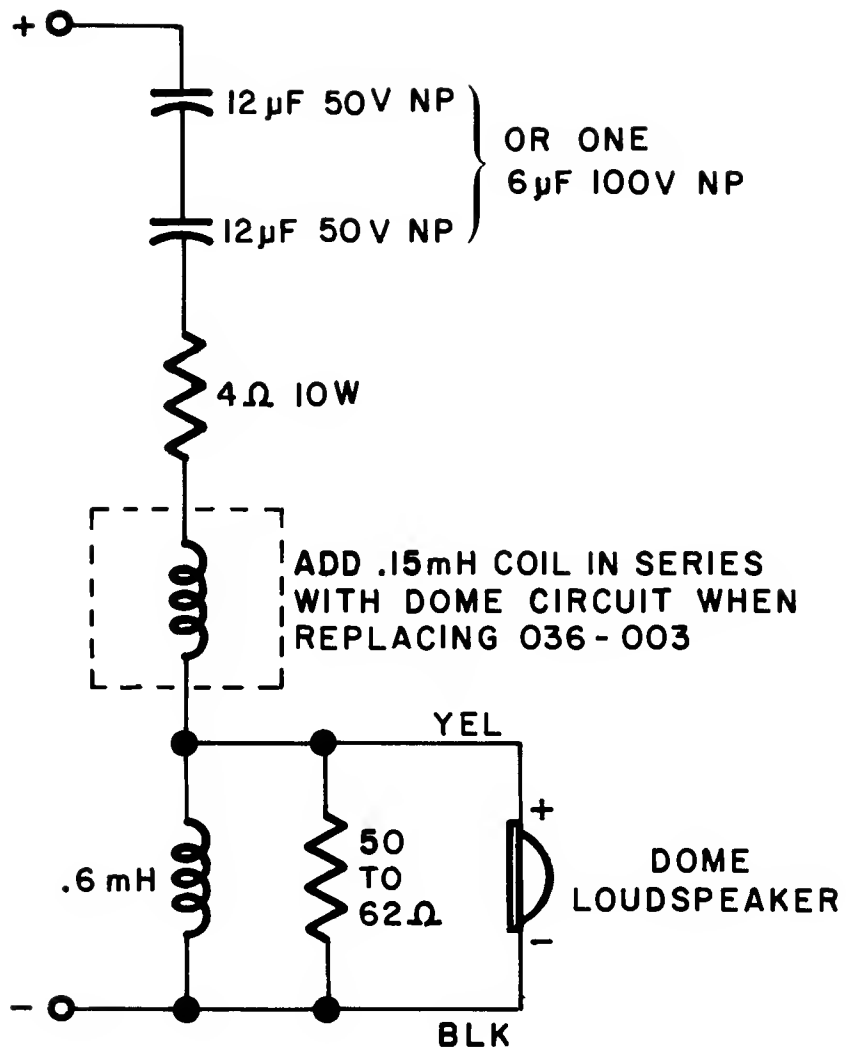 +
12µF 50V NP
OR ONE
6µF 100V NP
12µF 50V NP
4Ω 10W
ADD .15mH COIL IN SERIES
WITH DOME CIRCUIT WHEN
REPLACING 036-003
YEL
+
.6 mH
50
TO
62Ω
DOME
LOUDSPEAKER
-
-
BLK